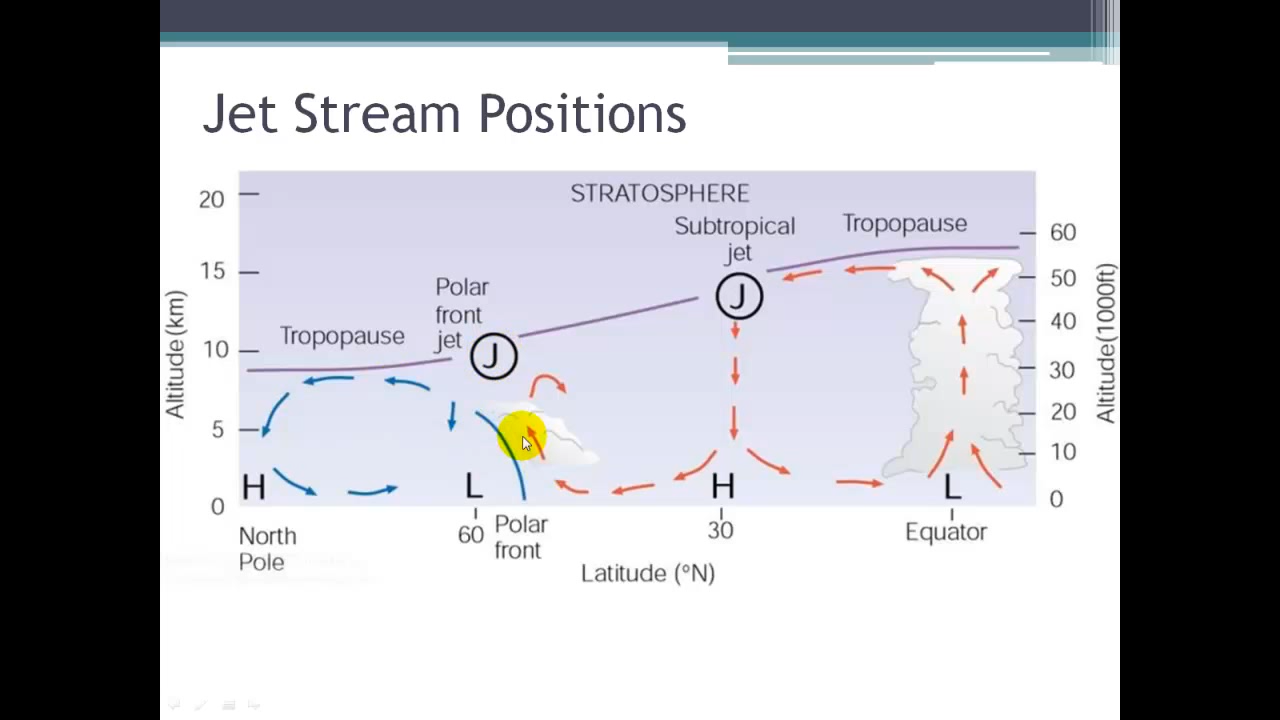 Jet Stream Positions
STRATOSPHERE
Subtropical
jet
Tropopause
Polar
front
jet
Tropopause
J
J
20
15
10
5
0
Altitude(km)
60
50
40
30
20
10
0
Altitude(1000ft)
H
L
H
L
North
Pole
60
Polar
front
30
Equator
Latitude (°N)